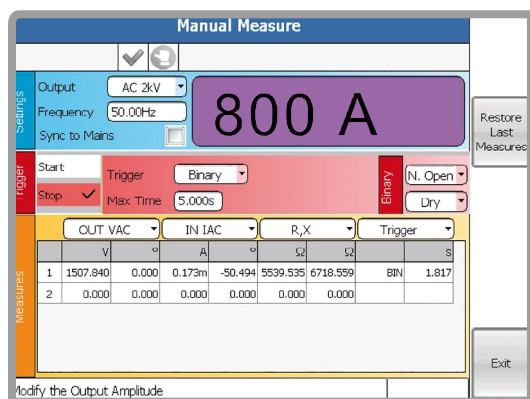 Manual Measure
Settings
Output AC 2kV
Frequency 50.00Hz
Sync to Mains
800 A
Restore
Last
Measures
Trigger
Start
Stop
Trigger Binary
Max Time 5.000s
Binary
N. Open
Dry
Measures
OUT VAC IN IAC R,X Trigger
V º A º Ω Ω S
1 1507.840 0.000 0.173m -50.494 5539.535 6718.559 BIN 1.817
2 0.000 0.000 0.000 0.000 0.000 0.000
Exit
Modify the Output Amplitude